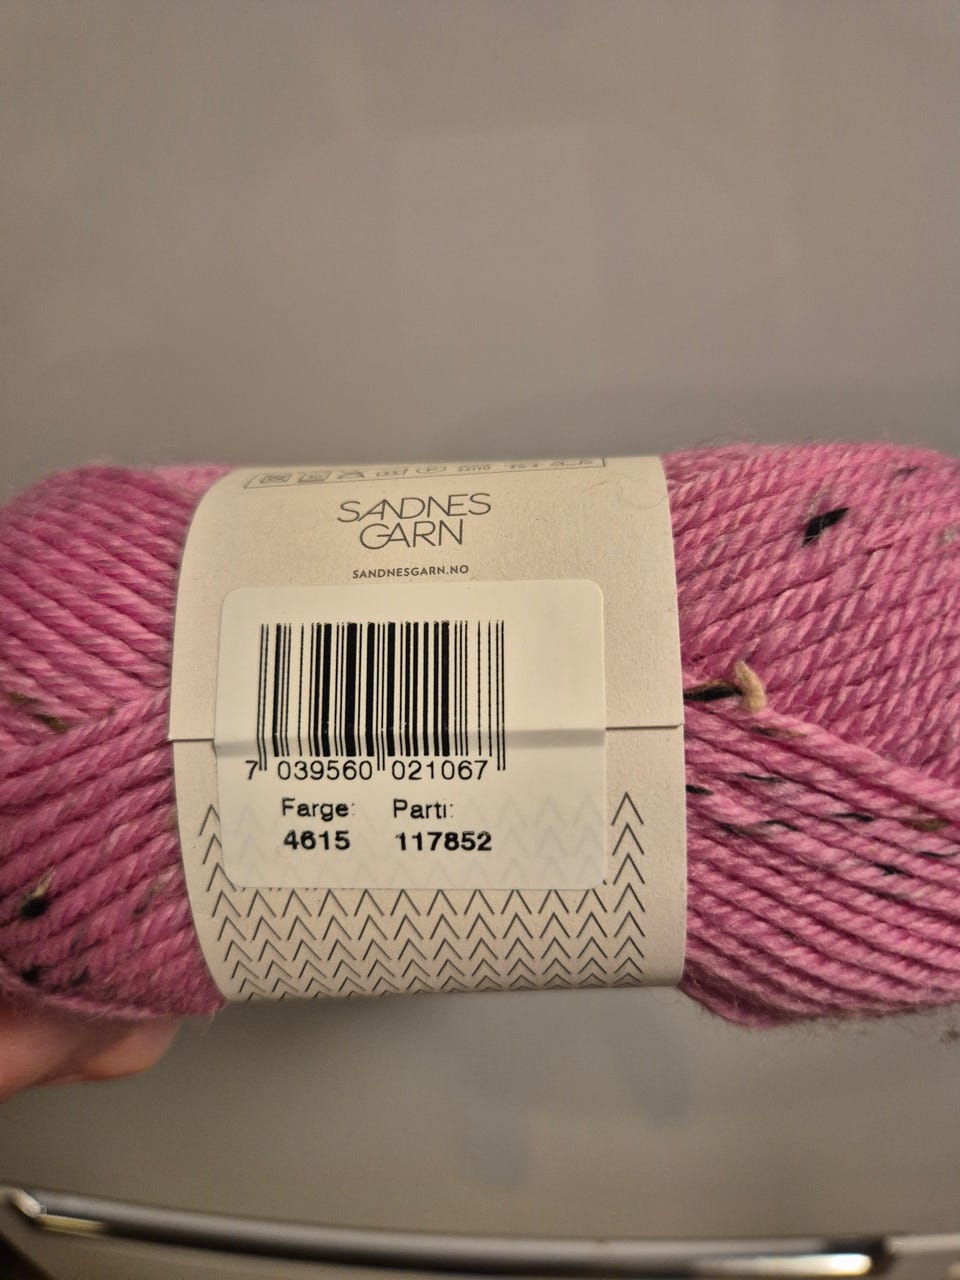 SANDNES
GARN
SANDNESGARN.NO
7 039560 021067
Farge: Parti:
4615 117852